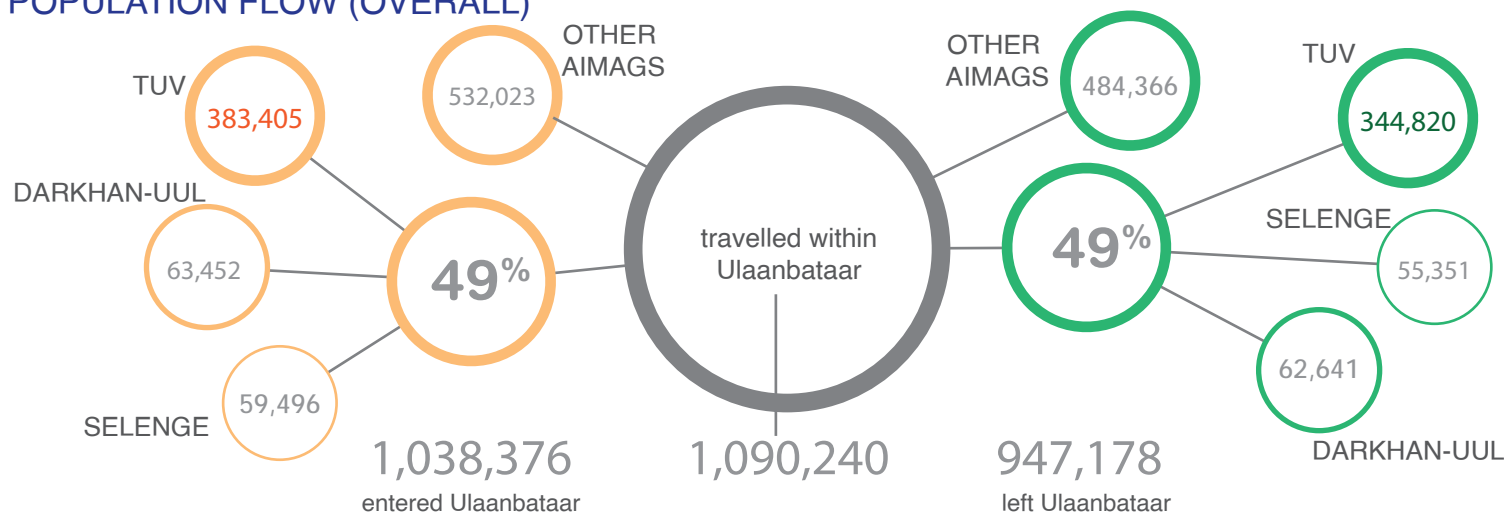 POPULATION FLOW (OVERALL)
TUV
383,405
DARKHAN-UUL
63,452
SELENGE
59,496
49%
OTHER
AIMAGS
532,023
travelled within
Ulaanbataar
OTHER
AIMAGS
484,366
49%
TUV
344,820
SELENGE
55,351
62,641
DARKHAN-UUL
1,038,376
entered Ulaanbataar
1,090,240
947,178
left Ulaanbataar